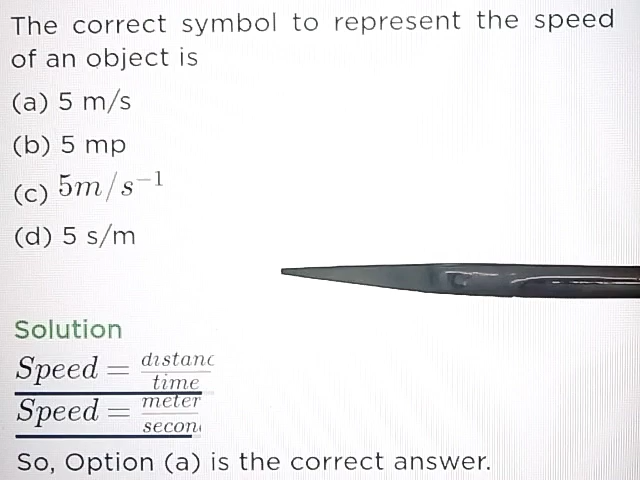 The correct symbol to represent the speed
of an object is
(a) 5 m/s
(b) 5 mp
(c) 5m/s⁻¹
(d) 5 s/m
Solution
Speed = distanc/time
Speed = meter/secon
So, Option (a) is the correct answer.